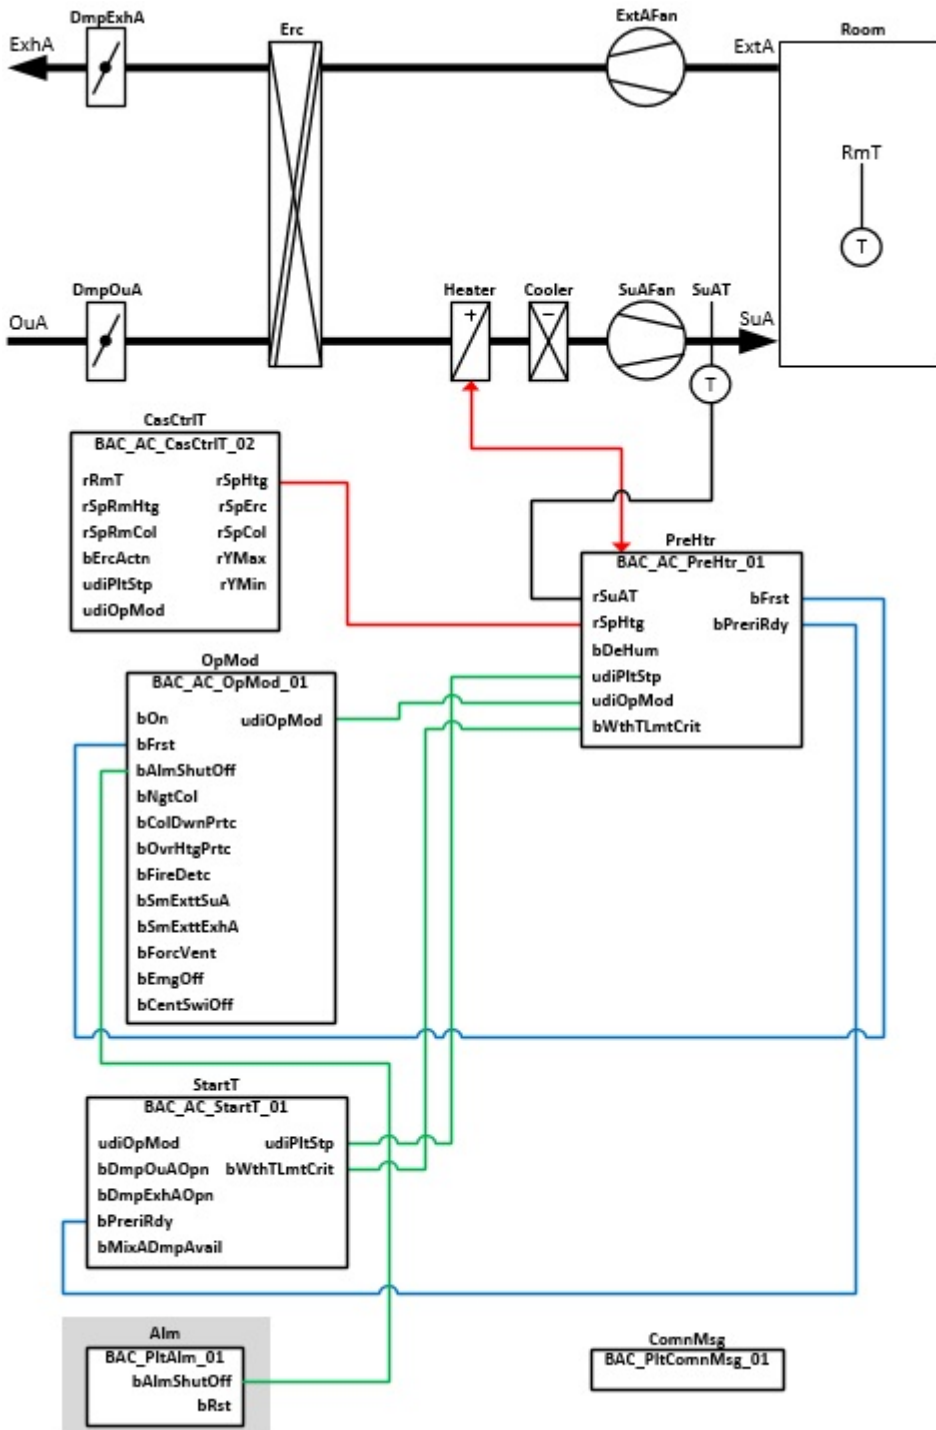 DmpExhA Erc ExtAFan
ExhA ExtA Room
RmT
T
DmpOuA Heater Cooler SuAFan SuAT
OuA + − SuA
T
CasCtrlT
BAC_AC_CasCtrlT_02
rRmT rSpHtg
rSpRmHtg rSpErc
rSpRmCol rSpCol
bErcActn rYMax
udiPltStp rYMin
udiOpMod
PreHtr
BAC_AC_PreHtr_01
rSuAT bFrst
rSpHtg bPreriRdy
bDeHum
udiPltStp
udiOpMod
bWthTLmtCrit
OpMod
BAC_AC_OpMod_01
bOn udiOpMod
bFrst
bAlmShutOff
bNgtCol
bColDwnPrtc
bOvrHtgPrtc
bFireDetc
bSmExttSuA
bSmExttExhA
bForcVent
bEmgOff
bCentSwiOff
StartT
BAC_AC_StartT_01
udiOpMod udiPltStp
bDmpOuAOpn bWthTLmtCrit
bDmpExhAOpn
bPreriRdy
bMixADmpAvail
Alm
BAC_PltAlm_01
bAlmShutOff
bRst
ComnMsg
BAC_PltComnMsg_01